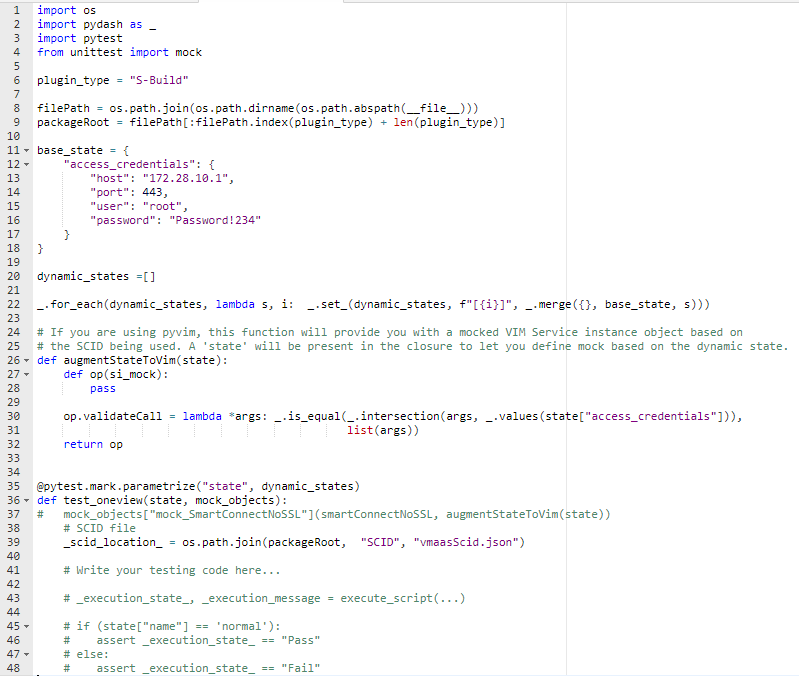 1 import os
2 import pydash as _
3 import pytest
4 from unittest import mock
5
6 plugin_type = "S-Build"
7
8 filePath = os.path.join(os.path.dirname(os.path.abspath(__file__)))
9 packageRoot = filePath[:filePath.index(plugin_type) + len(plugin_type)]
10
11 base_state = {
12     "access_credentials": {
13         "host": "172.28.10.1",
14         "port": 443,
15         "user": "root",
16         "password": "Password!234"
17     }
18 }
19
20 dynamic_states =[]
21
22 _.for_each(dynamic_states, lambda s, i:  _.set_(dynamic_states, f"[{i}]", _.merge({}, base_state, s)))
23
24 # If you are using pyvim, this function will provide you with a mocked VIM Service instance object based on
25 # the SCID being used. A 'state' will be present in the closure to let you define mock based on the dynamic state.
26 def augmentStateToVim(state):
27     def op(si_mock):
28         pass
29
30     op.validateCall = lambda *args: _.is_equal(_.intersection(args, _.values(state["access_credentials"])),
31                                                list(args))
32     return op
33
34
35 @pytest.mark.parametrize("state", dynamic_states)
36 def test_oneview(state, mock_objects):
37 #   mock_objects["mock_SmartConnectNoSSL"](smartConnectNoSSL, augmentStateToVim(state))
38     # SCID file
39     _scid_location_ = os.path.join(packageRoot,  "SCID", "vmaasScid.json")
40
41     # Write your testing code here...
42
43     # _execution_state_, _execution_message = execute_script(...)
44
45     # if (state["name"] == 'normal'):
46     #    assert _execution_state_ == "Pass"
47     # else:
48     #    assert _execution_state_ == "Fail"